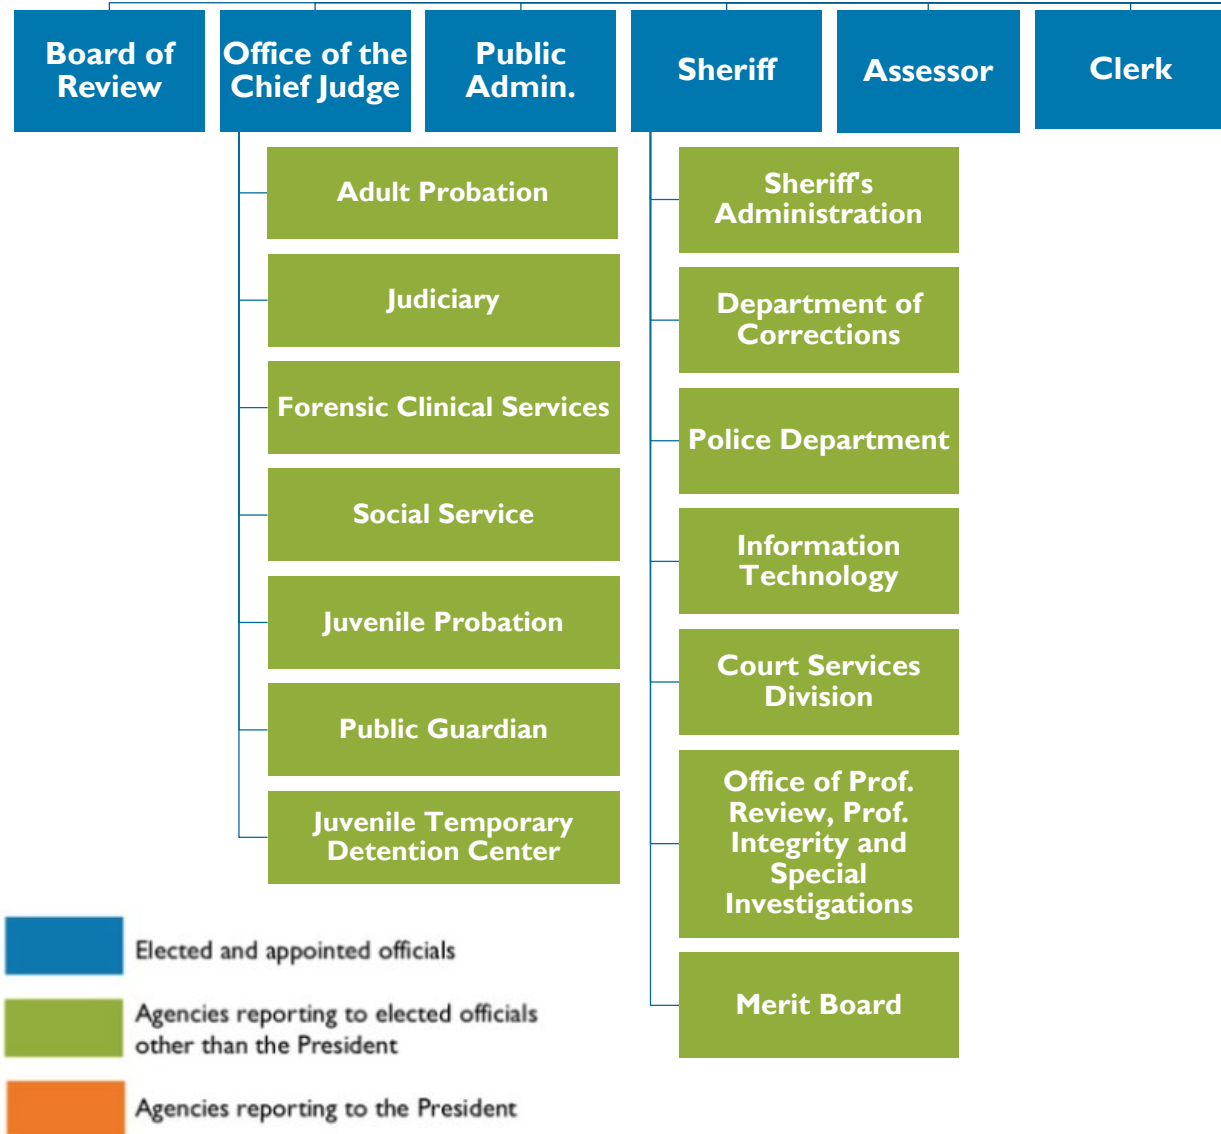 Board of
Review
Office of the
Chief Judge
Public
Admin.
Sheriff
Assessor
Clerk
Adult Probation
Judiciary
Forensic Clinical Services
Social Service
Juvenile Probation
Public Guardian
Juvenile Temporary
Detention Center
Sheriff's
Administration
Department of
Corrections
Police Department
Information
Technology
Court Services
Division
Office of Prof.
Review, Prof.
Integrity and
Special
Investigations
Merit Board
Elected and appointed officials
Agencies reporting to elected officials
other than the President
Agencies reporting to the President